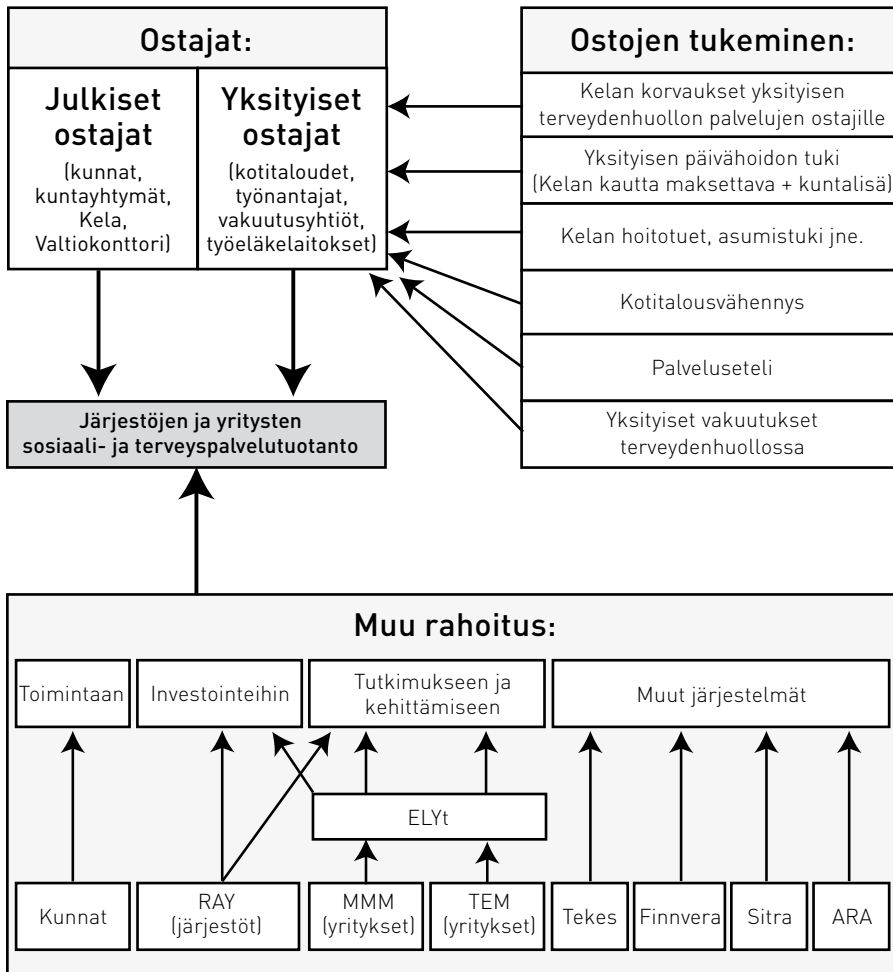 Ostajat:
Julkiset
ostajat
(kunnat,
kuntayhtymät,
Kela,
Valtiokonttori)
Yksityiset
ostajat
(kotitaloudet,
työnantajat,
vakuutusyhtiöt,
työeläkelaitokset)
Ostojen tukeminen:
Kelan korvaukset yksityisen
terveydenhuollon palvelujen ostajille
Yksityisen päivähoidon tuki
(Kelan kautta maksettava + kuntalisä)
Kelan hoitotuet, asumistuki jne.
Kotitalousvähennys
Palveluseteli
Yksityiset vakuutukset
terveydenhuollossa
Järjestöjen ja yritysten
sosiaali- ja terveyspalvelutuotanto
Muu rahoitus:
Toimintaan
Investointeihin
Tutkimukseen ja
kehittämiseen
Muut järjestelmät
ELYt
Kunnat
RAY
(järjestöt)
MMM
(yritykset)
TEM
(yritykset)
Tekes
Finnvera
Sitra
ARA